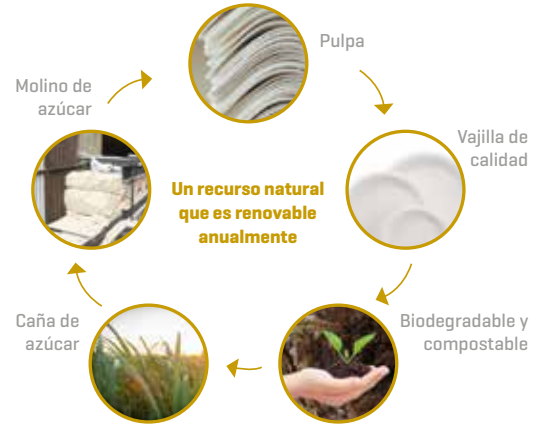 Pulpa
Molino de
azúcar
Vajilla de
calidad
Un recurso natural
que es renovable
anualmente
Caña de
azúcar
Biodegradable y
compostable